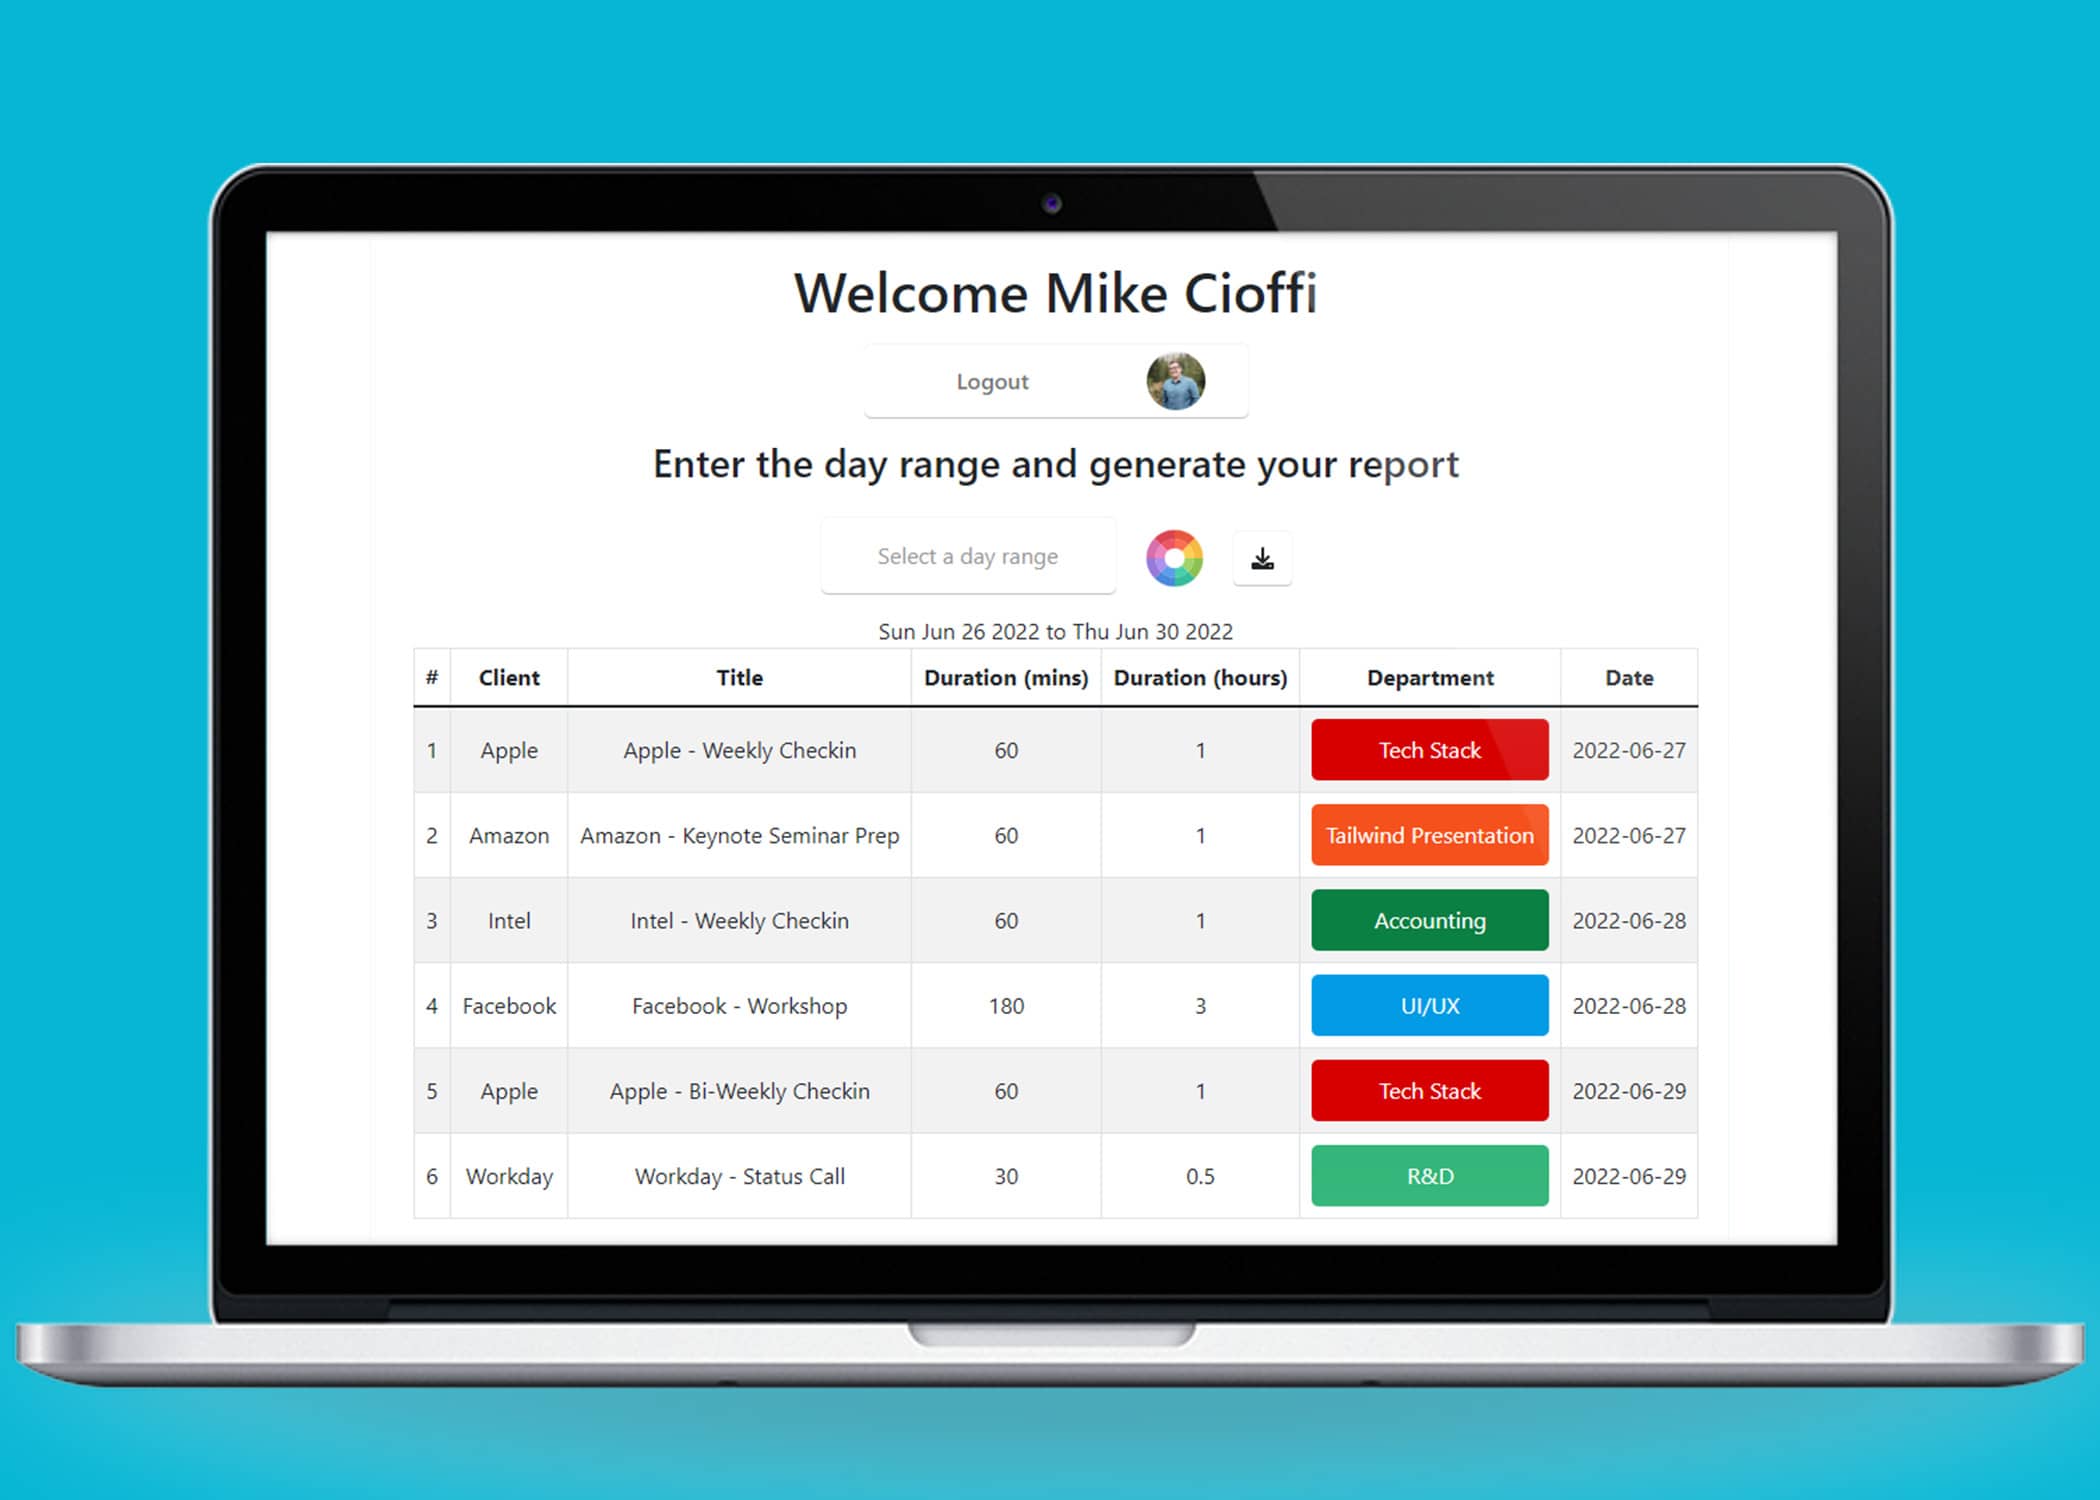 Welcome Mike Cioffi
Logout
Enter the day range and generate your report
Select a day range
Sun Jun 26 2022 to Thu Jun 30 2022
# Client Title Duration (mins) Duration (hours) Department Date
1 Apple Apple - Weekly Checkin 60 1 Tech Stack 2022-06-27
2 Amazon Amazon - Keynote Seminar Prep 60 1 Tailwind Presentation 2022-06-27
3 Intel Intel - Weekly Checkin 60 1 Accounting 2022-06-28
4 Facebook Facebook - Workshop 180 3 UI/UX 2022-06-28
5 Apple Apple - Bi-Weekly Checkin 60 1 Tech Stack 2022-06-29
6 Workday Workday - Status Call 30 0.5 R&D 2022-06-29